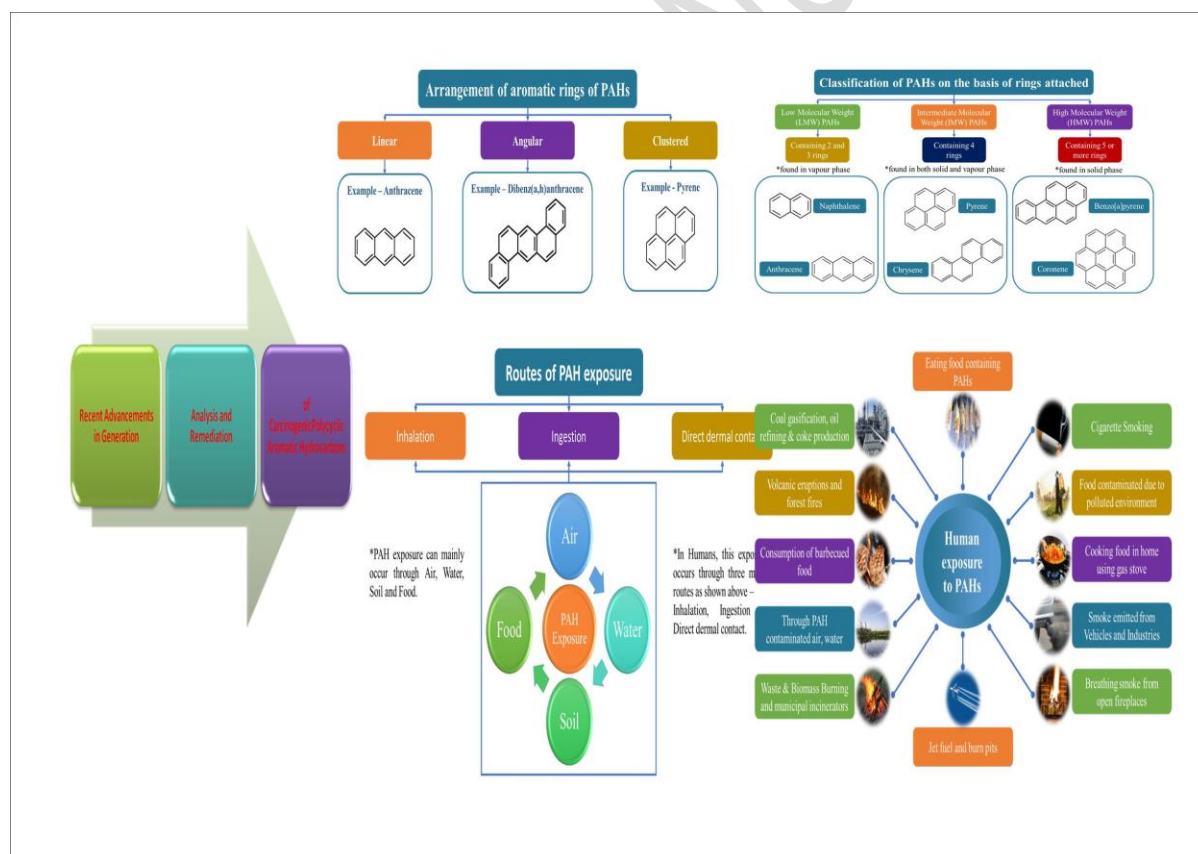 Arrangement of aromatic rings of PAHs
Linear
Angular
Clustered
Example – Anthracene
Example – Dibenz(a,h)anthracene
Example - Pyrene
Classification of PAHs on the basis of rings attached
Low Molecular Weight
(LMW) PAHs
Intermediate Molecular
Weight (IMW) PAHs
High Molecular Weight
(HMW) PAHs
Containing 2 and
3 rings
Containing 4
rings
Containing 5 or
more rings
*found in vapour phase
*found in both solid and vapour phase
*found in solid phase
Naphthalene
Anthracene
Pyrene
Chrysene
Benzo[a]pyrene
Coronene
Recent Advancements
in Generation
Analysis and
Remediation
of
CarcinogenicPolycyclic
Aromatic Hydrocarbons
Routes of PAH exposure
Inhalation
Ingestion
Direct dermal contac
*PAH exposure can mainly
occur through Air, Water,
Soil and Food.
Air
Water
Soil
Food
PAH
Exposure
*In Humans, this expo
occurs through three m
routes as shown above –
Inhalation, Ingestion
Direct dermal contact.
Eating food containing
PAHs
Coal gasification, oil
refining & coke production
Volcanic eruptions and
forest fires
Consumption of barbecued
food
Through PAH
contaminated air, water
Waste & Biomass Burning
and municipal incinerators
Human
exposure
to PAHs
Cigarette Smoking
Food contaminated due to
polluted environment
Cooking food in home
using gas stove
Smoke emitted from
Vehicles and Industries
Breathing smoke from
open fireplaces
Jet fuel and burn pits